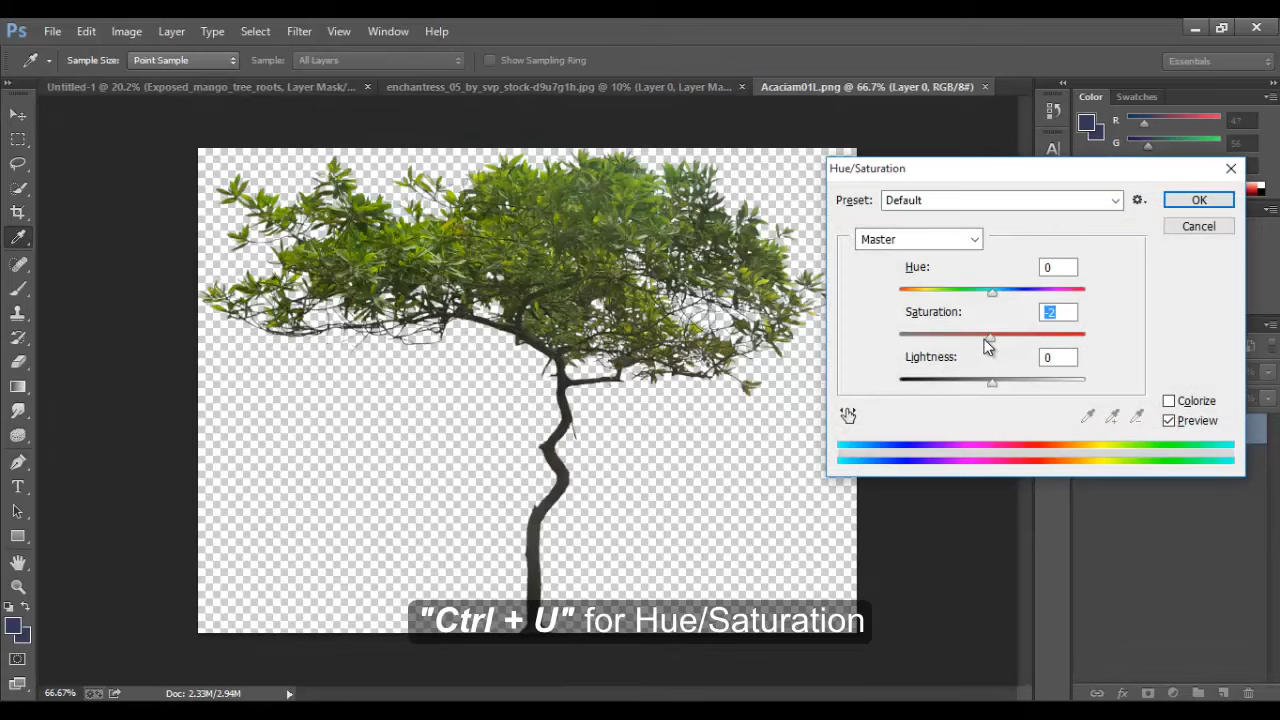 Ps File Edit Image Layer Type Select Filter View Window Help
Sample Size: Point Sample Sample: All Layers Show Sampling Ring Essentials
Untitled-1 @ 20.2% (Exposed_mango_tree_roots, Layer Mask/... × enchantress_05_by_svp_stock-d9u7g1h.jpg @ 10% (Layer 0, Layer Ma... × Acaciam01L.png @ 66.7% (Layer 0, RGB/8#) ×
Color Swatches
R 47
G 56
Hue/Saturation
Preset: Default OK
Cancel
Master
Hue: 0
Saturation: -2
Lightness: 0
Colorize
Preview
"Ctrl + U" for Hue/Saturation
66.67% Doc: 2.33M/2.94M